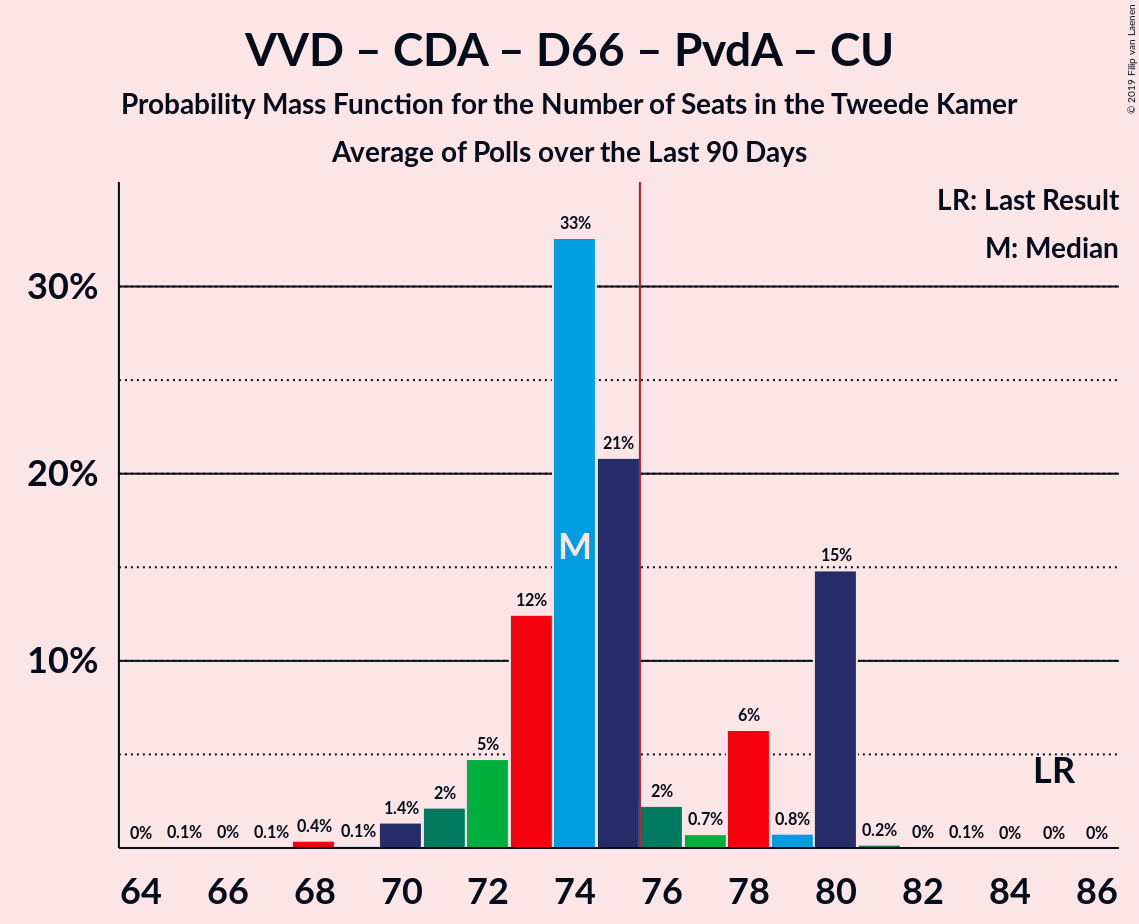 VVD – CDA – D66 – PvdA – CU
Probability Mass Function for the Number of Seats in the Tweede Kamer
Average of Polls over the Last 90 Days
© 2019 Filip van Laenen
LR: Last Result
M: Median
30%
20%
10%
0%
0.1%
0%
0.1%
0.4%
0.1%
1.4%
2%
5%
12%
33%
21%
2%
0.7%
6%
0.8%
15%
0.2%
0%
0.1%
0%
0%
0%
M
LR
64 66 68 70 72 74 76 78 80 82 84 86